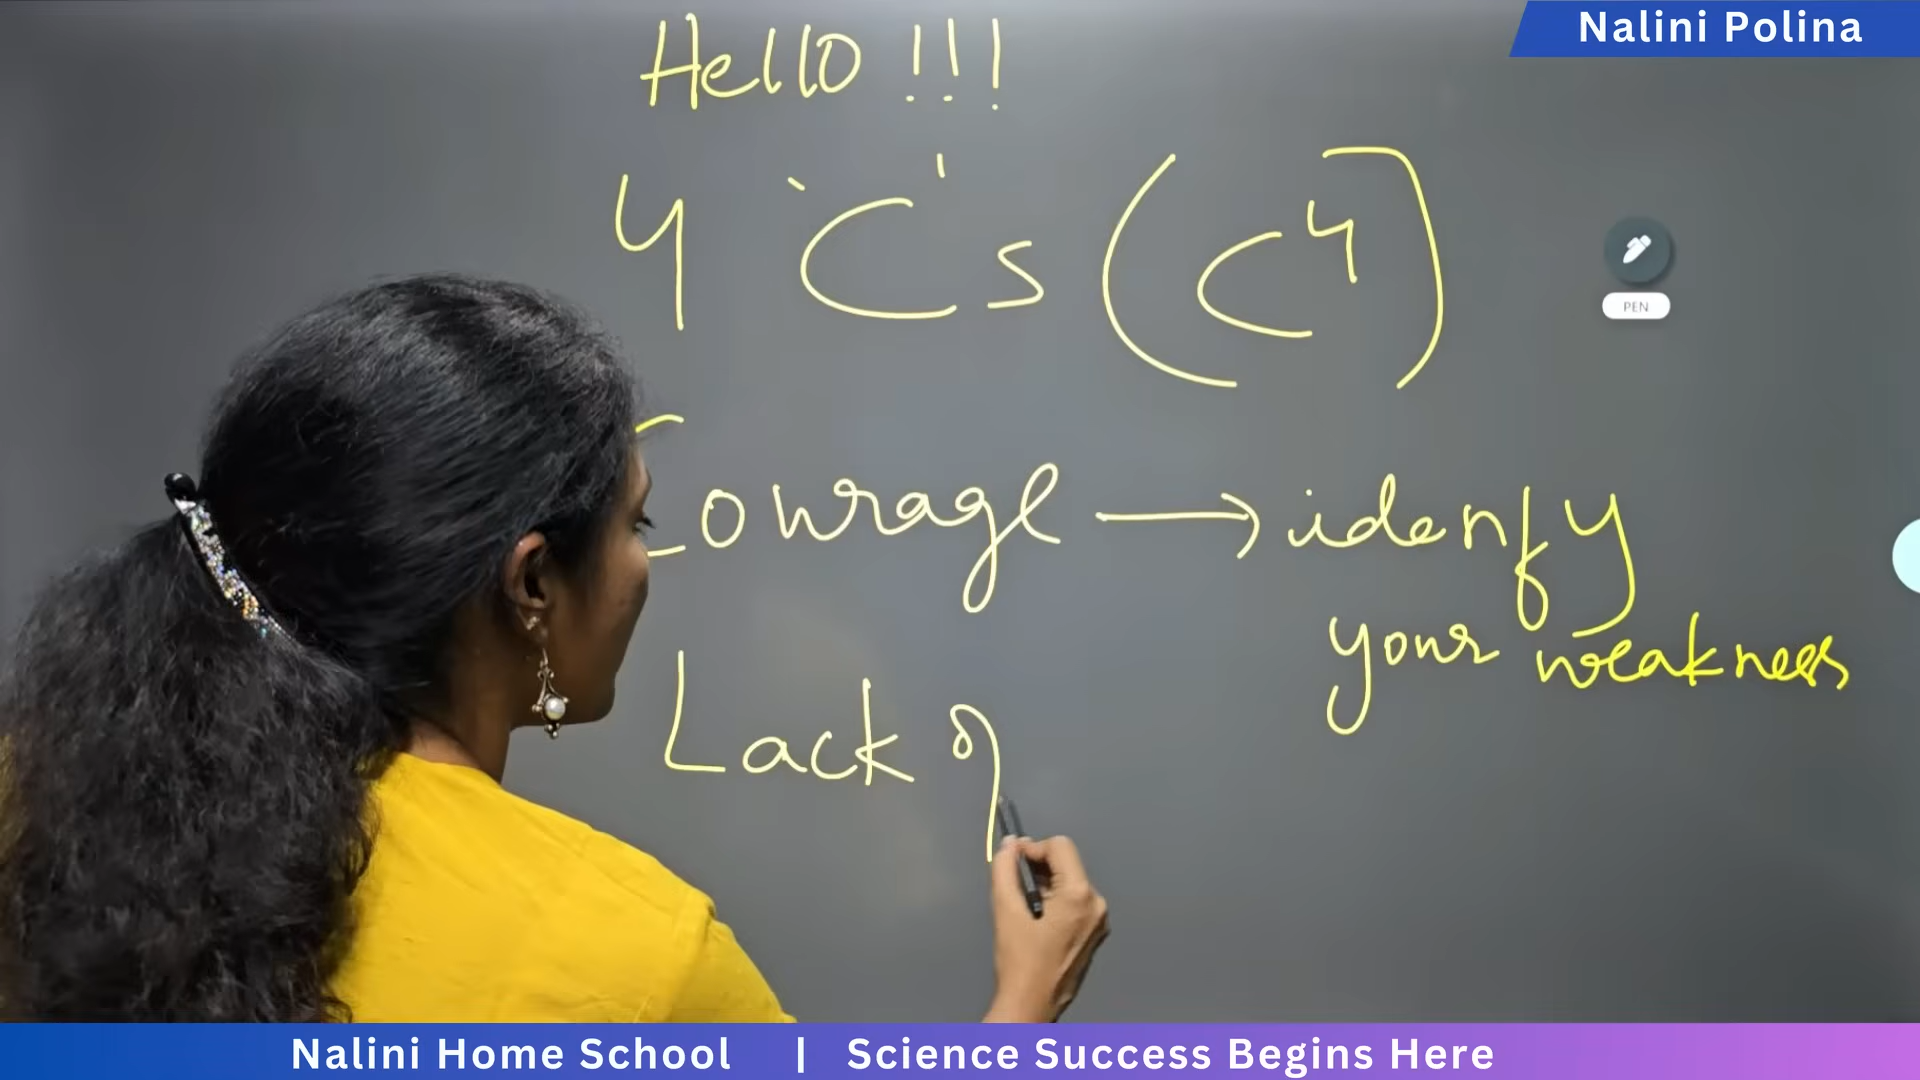 Nalini Polina
Hello !!!
4 'C's (C⁴)
PEN
Courage → idenfy
your weakness
Lack of
Nalini Home School | Science Success Begins Here